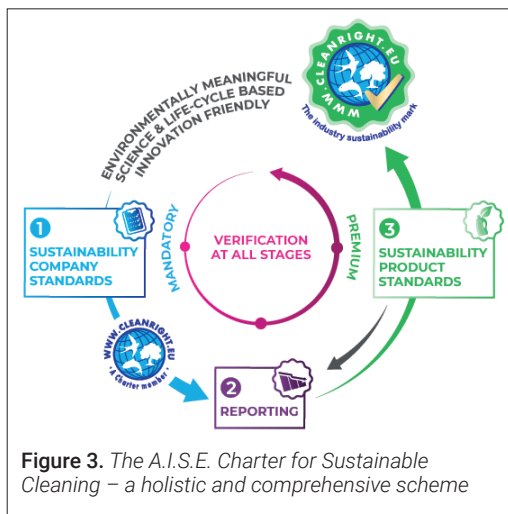 ENVIRONMENTALLY MEANINGFUL
SCIENCE & LIFE-CYCLE BASED
INNOVATION FRIENDLY
WWW.CLEANRIGHT.EU
The industry sustainability mark
1
SUSTAINABILITY
COMPANY
STANDARDS
MANDATORY
VERIFICATION
AT ALL STAGES
PREMIUM
3
SUSTAINABILITY
PRODUCT
STANDARDS
WWW.CLEANRIGHT.EU
• A Charter member •
2
REPORTING
Figure 3. The A.I.S.E. Charter for Sustainable
Cleaning – a holistic and comprehensive scheme